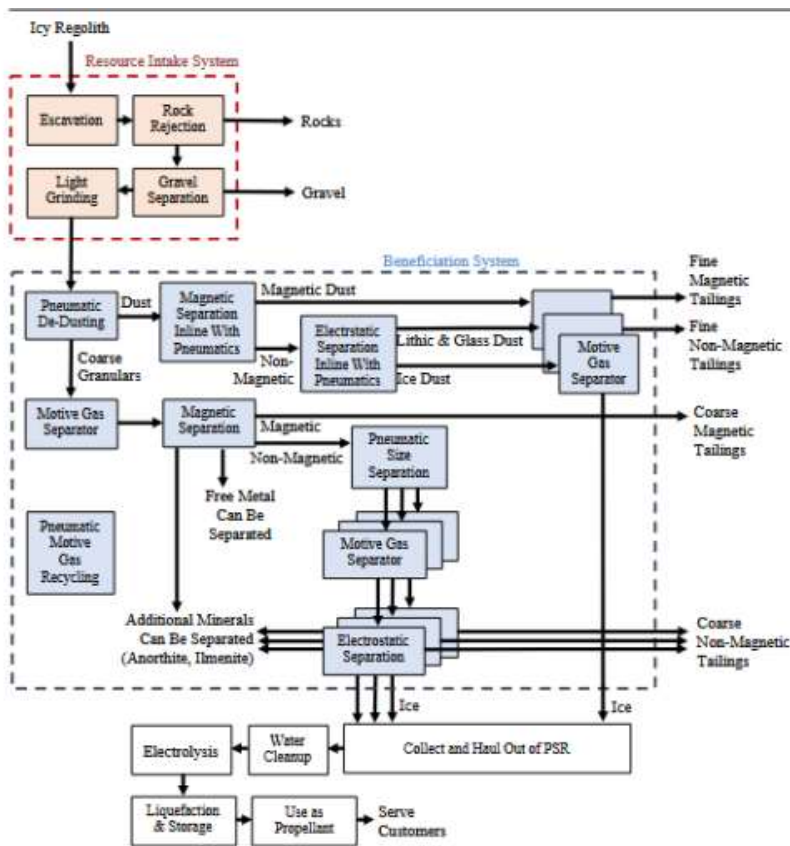 Icy Regolith
Resource Intake System
Escavation
Rock
Rejection
Rocks
Light
Grinding
Gravel
Separation
Gravel
Beneficiation System
Pneumatic
De-Dusting
Dust
Magnetic
Separation
Inline With
Pneumatics
Magnetic Dust
Fine
Magnetic
Tailings
Non-
Magnetic
Electrstatic
Separation
Inline With
Pneumatics
Lithic & Glass Dust
Ice Dust
Motive Gas
Separator
Fine
Non-Magnetic
Tailings
Coarse
Granulars
Motive Gas
Separator
Magnetic
Separation
Magnetic
Non-Magnetic
Coarse
Magnetic
Tailings
Pneumatic
Size
Separation
Free Metal
Can Be
Separated
Pneumatic
Motive
Gas
Recycling
Motive Gas
Separator
Additional Minerals
Can Be Separated
(Anorthite, Ilmenite)
Electrostatic
Separation
Coarse
Non-Magnetic
Tailings
Ice
Ice
Electrolysis
Water
Cleanup
Collect and Haul Out of PSR
Liquefaction
& Storage
Use as
Propellant
Serve
Customers